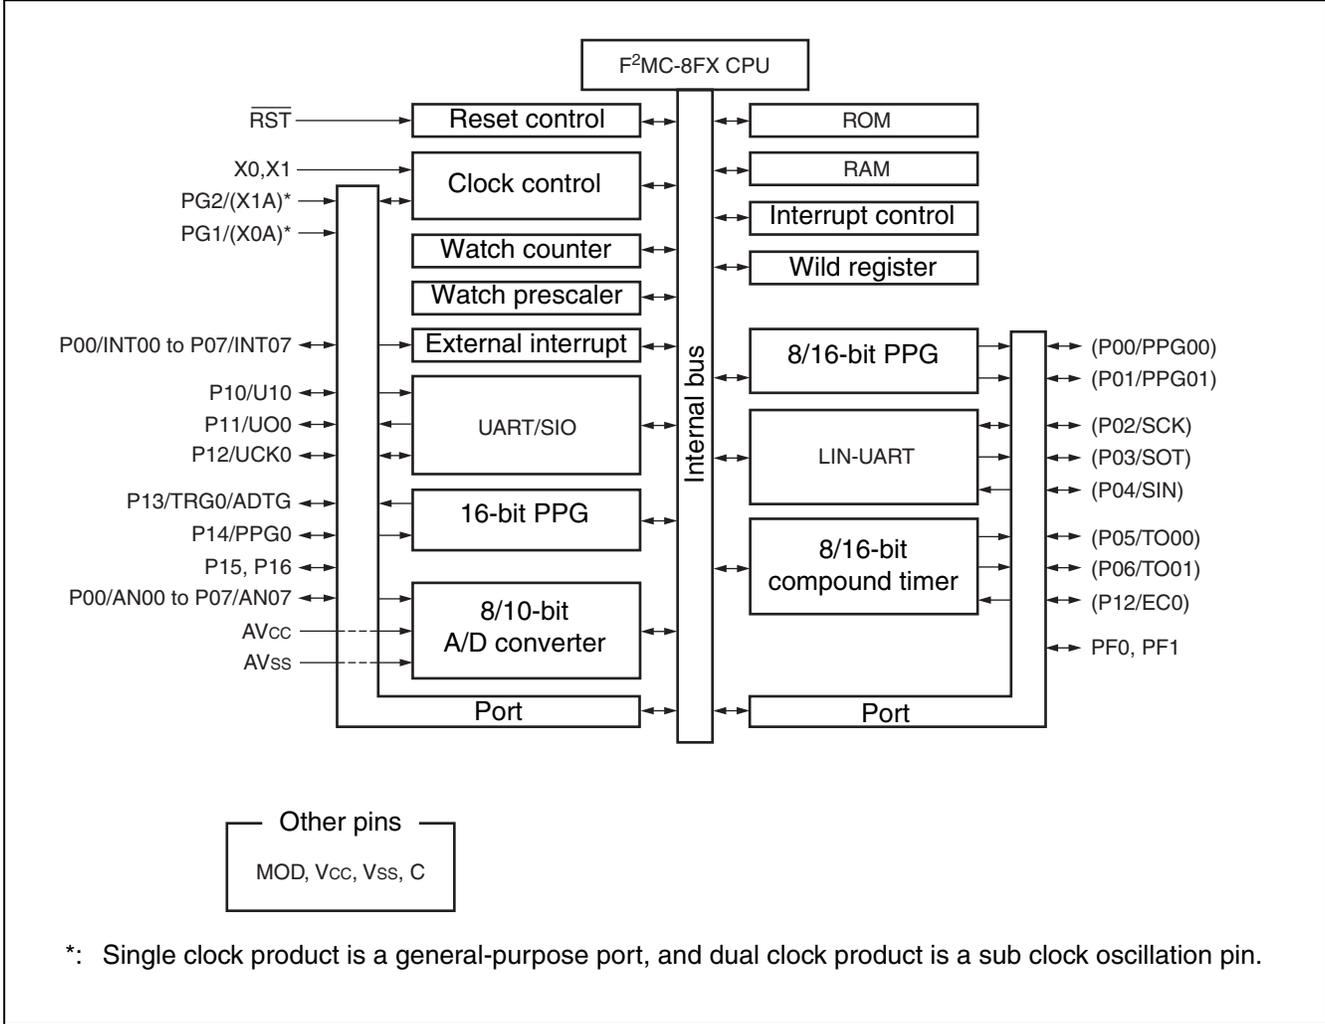 F²MC-8FX CPU
RST
Reset control
ROM
X0,X1
Clock control
RAM
PG2/(X1A)*
PG1/(X0A)*
Interrupt control
Watch counter
Wild register
Watch prescaler
P00/INT00 to P07/INT07
External interrupt
Internal bus
8/16-bit PPG
(P00/PPG00)
(P01/PPG01)
P10/U10
P11/UO0
P12/UCK0
UART/SIO
LIN-UART
(P02/SCK)
(P03/SOT)
(P04/SIN)
P13/TRG0/ADTG
P14/PPG0
16-bit PPG
P15, P16
8/16-bit
compound timer
(P05/TO00)
(P06/TO01)
(P12/EC0)
P00/AN00 to P07/AN07
AVCC
AVSS
8/10-bit
A/D converter
PF0, PF1
Port
Port
Other pins
MOD, VCC, VSS, C
*: Single clock product is a general-purpose port, and dual clock product is a sub clock oscillation pin.